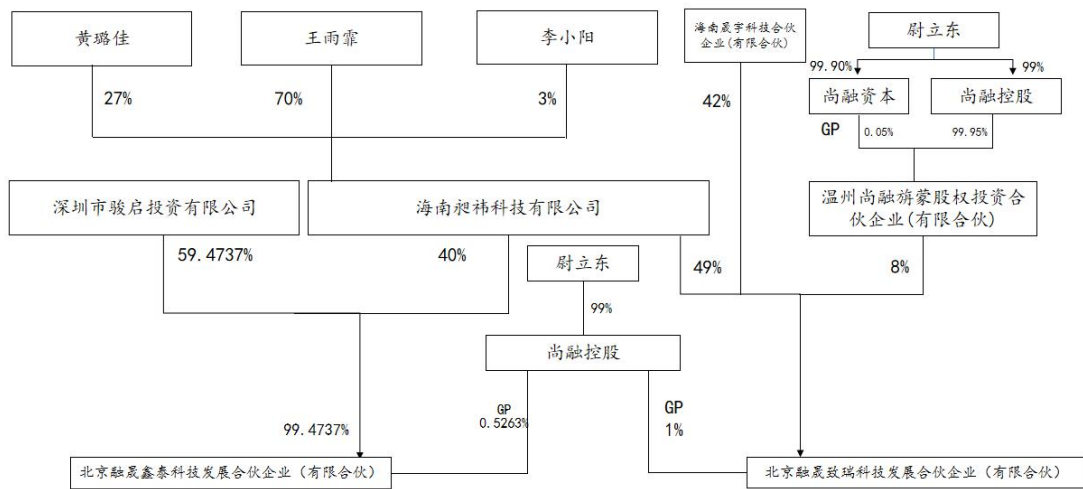 黄璐佳
王雨霏
李小阳
海南晟宇科技合伙
企业(有限合伙)
尉立东
27%
70%
3%
42%
99.90%
99%
尚融资本
尚融控股
GP
0.05%
99.95%
深圳市骏启投资有限公司
海南昶祎科技有限公司
温州尚融旃蒙股权投资合
伙企业(有限合伙)
59.4737%
40%
49%
8%
尉立东
99%
尚融控股
GP
0.5263%
GP
1%
99.4737%
北京融晟鑫泰科技发展合伙企业（有限合伙）
北京融晟致瑞科技发展合伙企业（有限合伙）